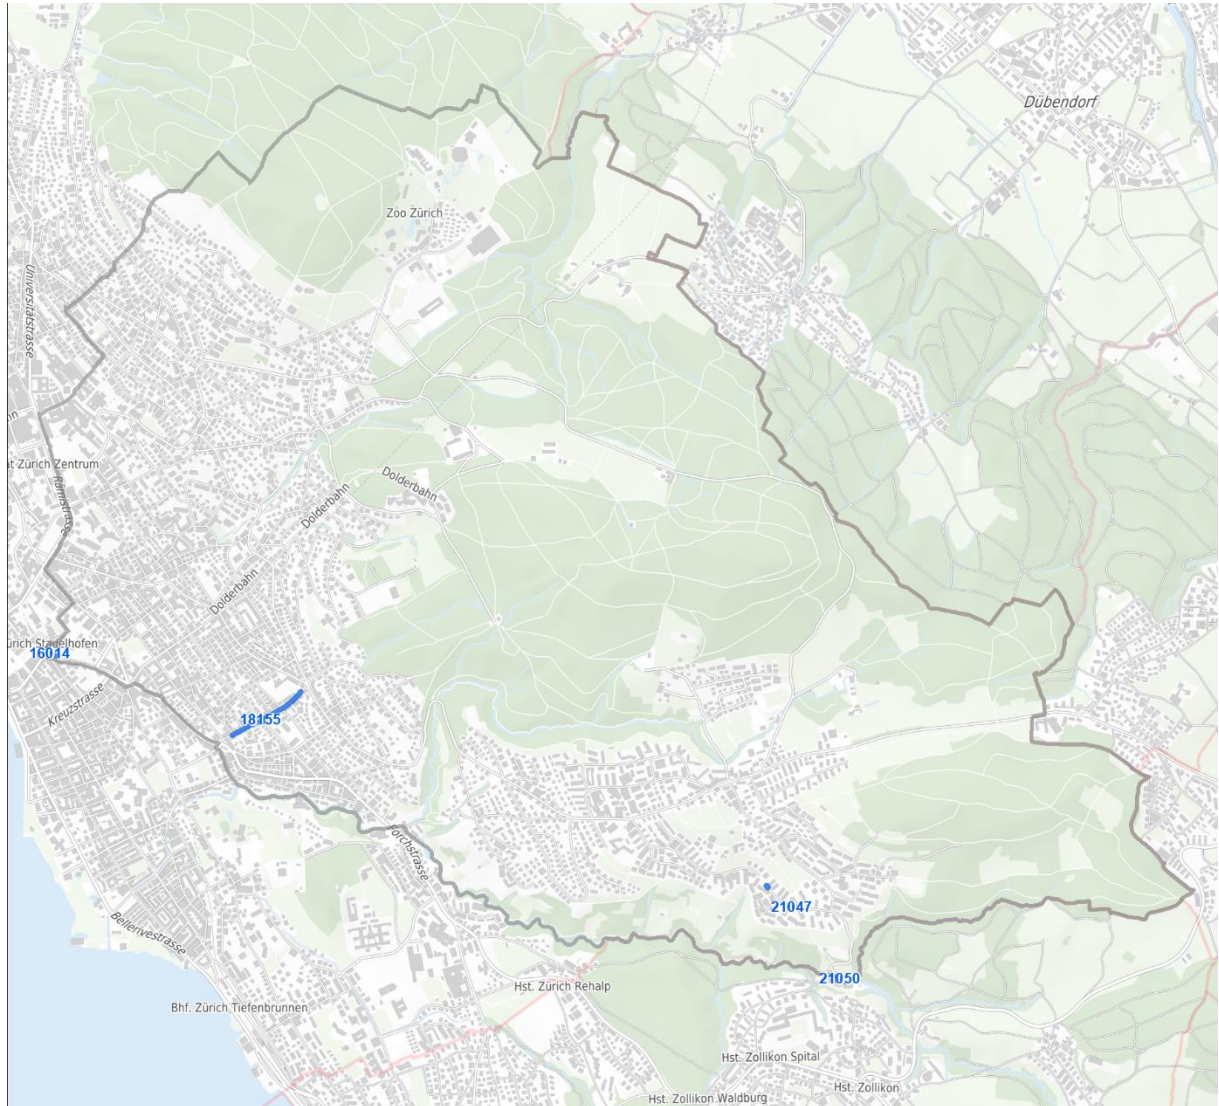 Dübendorf
Zoo Zürich
Universitätstrasse
Zürich Zentrum
Rämistrasse
Dolderbahn
Dolderbahn
Dolderbahn
Stadelhofen
16014
Kreuzstrasse
18155
Forchstrasse
21047
Bellerivestrasse
21050
Hst. Zürich Rehalp
Bhf. Zürich Tiefenbrunnen
Hst. Zollikon Spital
Hst. Zollikon
Hst. Zollikon Waldburg